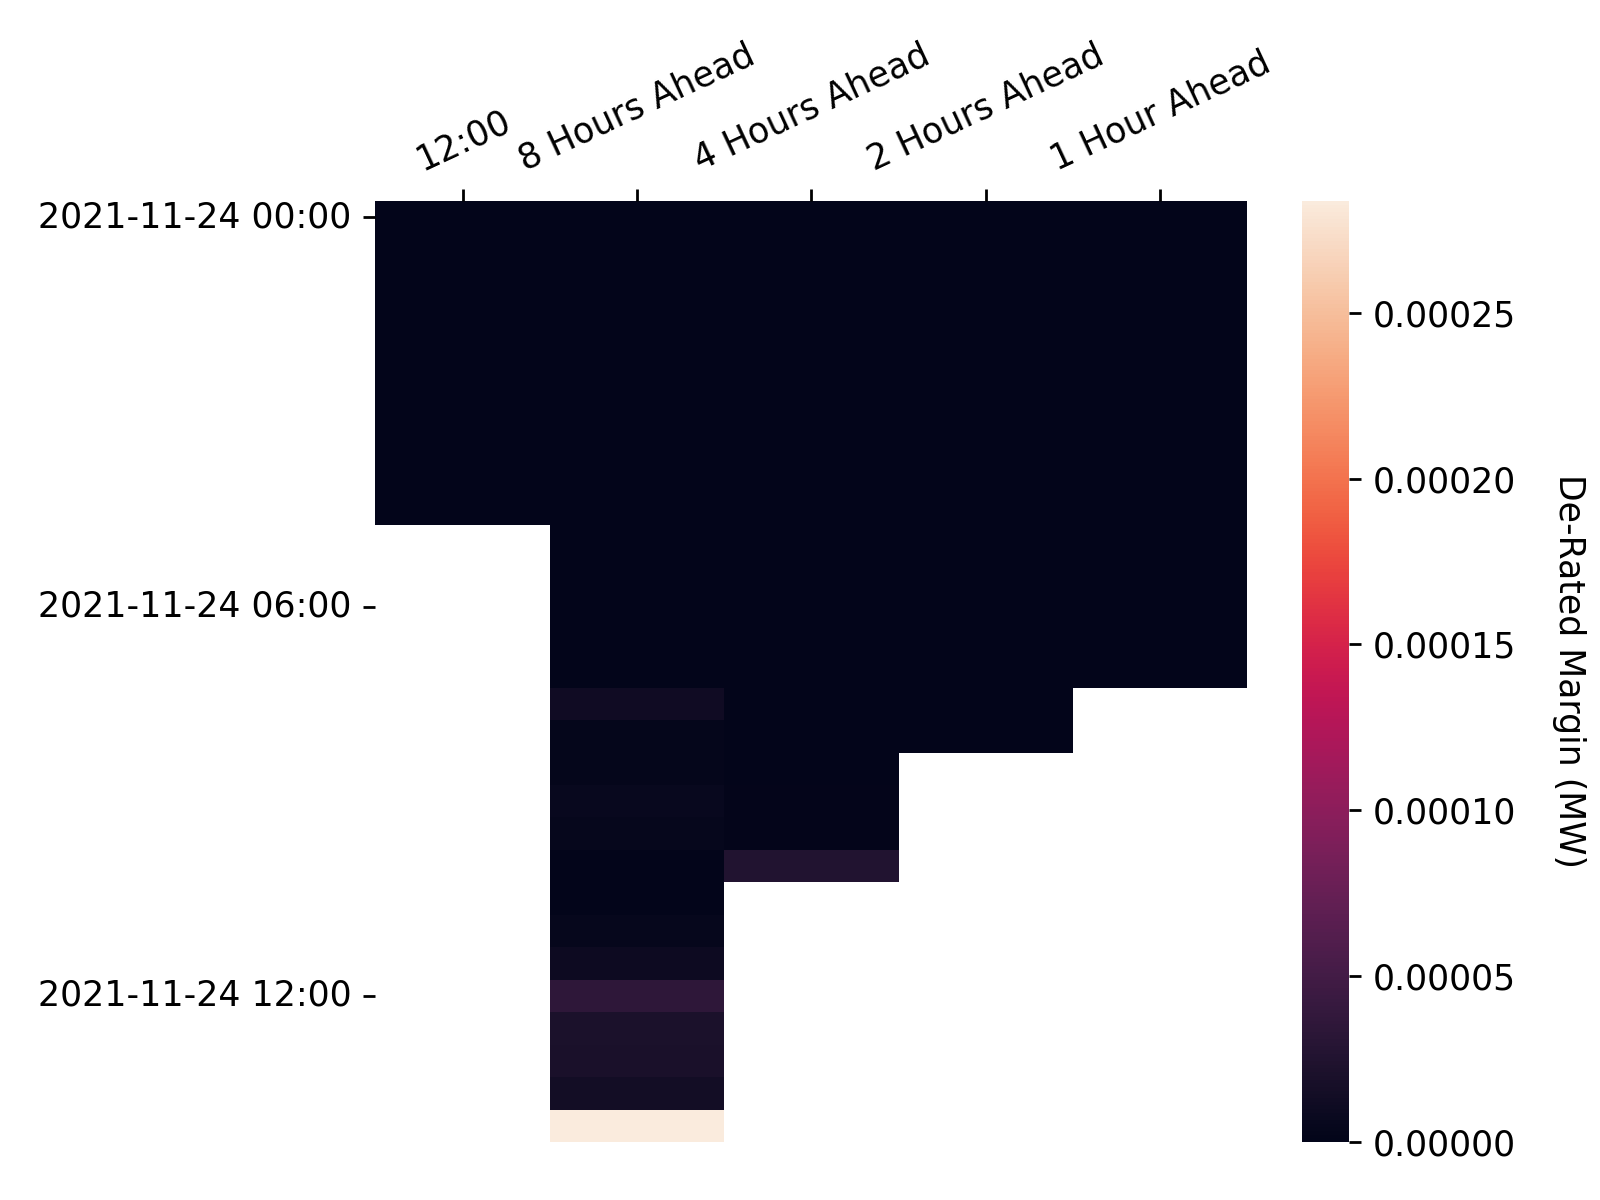 12:00
8 Hours Ahead
4 Hours Ahead
2 Hours Ahead
1 Hour Ahead
2021-11-24 00:00
2021-11-24 06:00
2021-11-24 12:00
0.00025
0.00020
0.00015
0.00010
0.00005
0.00000
De-Rated Margin (MW)